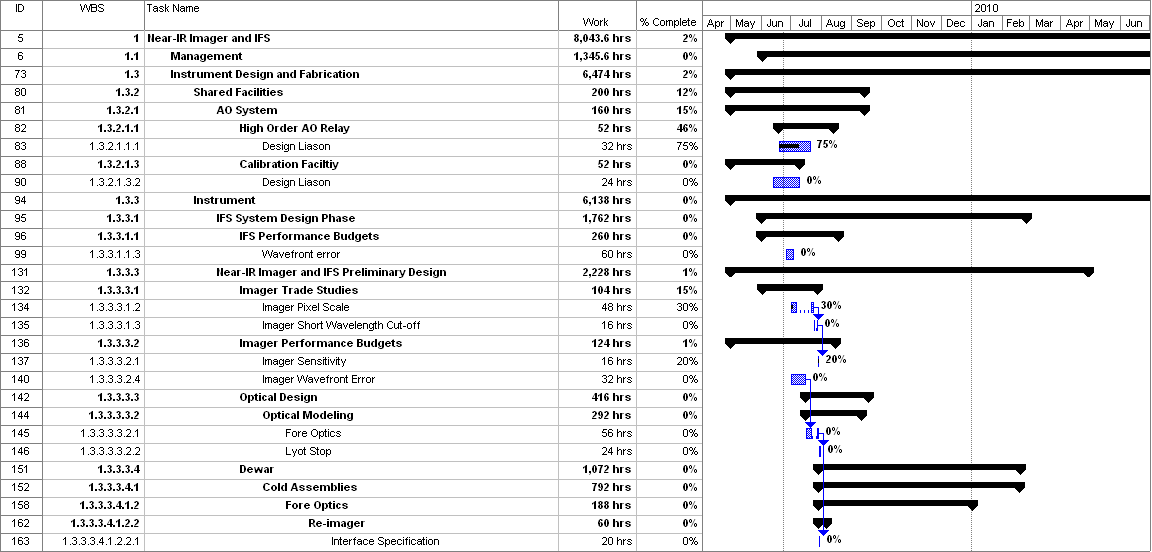 ID WBS Task Name Work % Complete 2010
Apr May Jun Jul Aug Sep Oct Nov Dec Jan Feb Mar Apr May Jun
5 1 Near-IR Imager and IFS 8,043.6 hrs 2%
6 1.1 Management 1,345.6 hrs 0%
73 1.3 Instrument Design and Fabrication 6,474 hrs 2%
80 1.3.2 Shared Facilities 200 hrs 12%
81 1.3.2.1 AO System 160 hrs 15%
82 1.3.2.1.1 High Order AO Relay 52 hrs 46%
83 1.3.2.1.1.1 Design Liason 32 hrs 75% 75%
88 1.3.2.1.3 Calibration Faciltiy 52 hrs 0%
90 1.3.2.1.3.2 Design Liason 24 hrs 0% 0%
94 1.3.3 Instrument 6,138 hrs 0%
95 1.3.3.1 IFS System Design Phase 1,762 hrs 0%
96 1.3.3.1.1 IFS Performance Budgets 260 hrs 0%
99 1.3.3.1.1.3 Wavefront error 60 hrs 0% 0%
131 1.3.3.3 Near-IR Imager and IFS Preliminary Design 2,228 hrs 1%
132 1.3.3.3.1 Imager Trade Studies 104 hrs 15%
134 1.3.3.3.1.2 Imager Pixel Scale 48 hrs 30% 30%
135 1.3.3.3.1.3 Imager Short Wavelength Cut-off 16 hrs 0% 0%
136 1.3.3.3.2 Imager Performance Budgets 124 hrs 1%
137 1.3.3.3.2.1 Imager Sensitivity 16 hrs 20% 20%
140 1.3.3.3.2.4 Imager Wavefront Error 32 hrs 0% 0%
142 1.3.3.3.3 Optical Design 416 hrs 0%
144 1.3.3.3.3.2 Optical Modeling 292 hrs 0%
145 1.3.3.3.3.2.1 Fore Optics 56 hrs 0% 0%
146 1.3.3.3.3.2.2 Lyot Stop 24 hrs 0% 0%
151 1.3.3.3.4 Dewar 1,072 hrs 0%
152 1.3.3.3.4.1 Cold Assemblies 792 hrs 0%
158 1.3.3.3.4.1.2 Fore Optics 188 hrs 0%
162 1.3.3.3.4.1.2.2 Re-imager 60 hrs 0%
163 1.3.3.3.4.1.2.2.1 Interface Specification 20 hrs 0% 0%